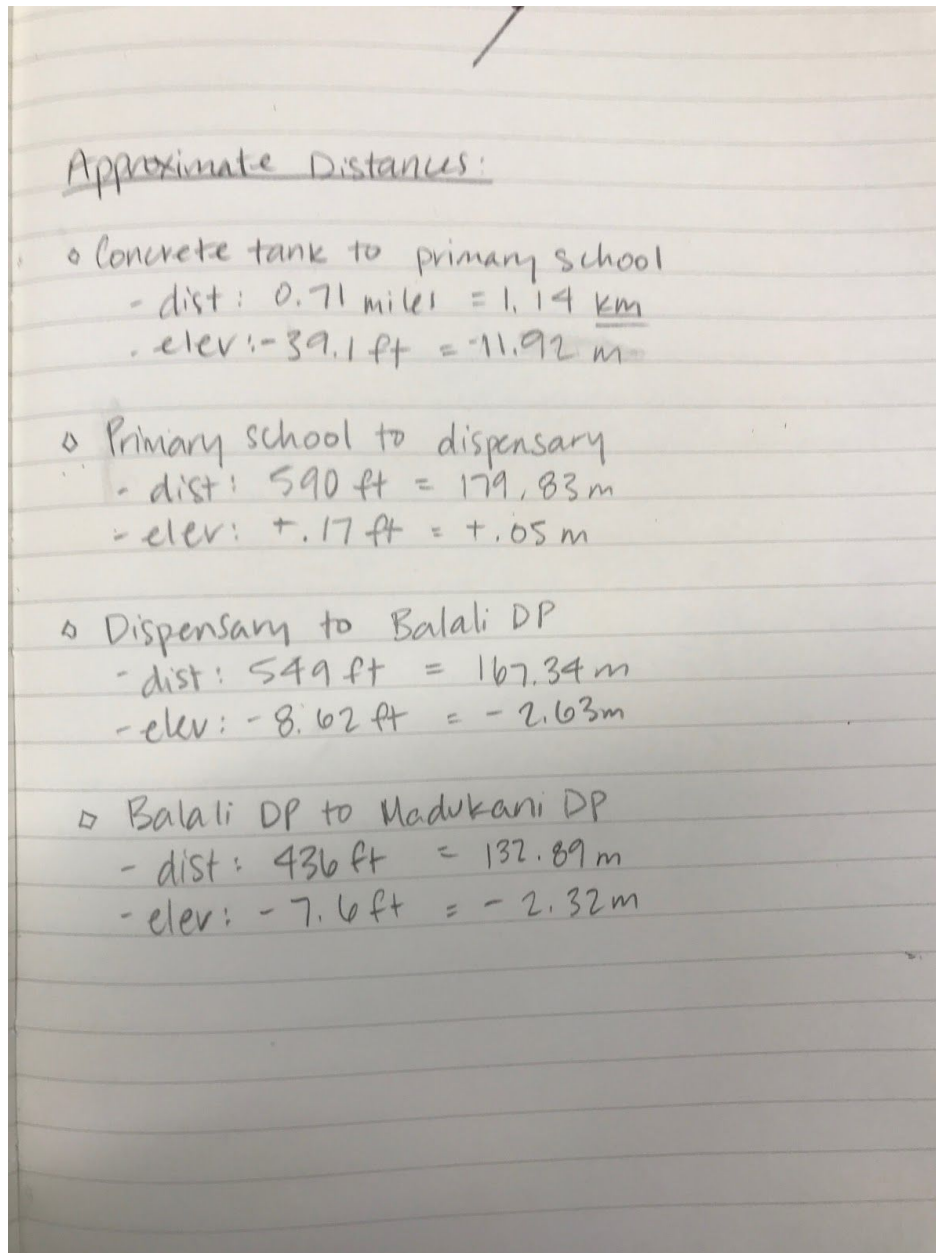 Approximate Distances:
Concrete tank to primary school
- dist: 0.71 miles = 1.14 km
- elev: -39.1 ft = -11.92 m
Primary school to dispensary
- dist: 590 ft = 179.83 m
- elev: +.17 ft = +.05 m
Dispensary to Balali DP
- dist: 549 ft = 167.34 m
- elev: -8.62 ft = -2.63m
Balali DP to Madukani DP
- dist: 436 ft = 132.89 m
- elev: -7.6 ft = -2.32m